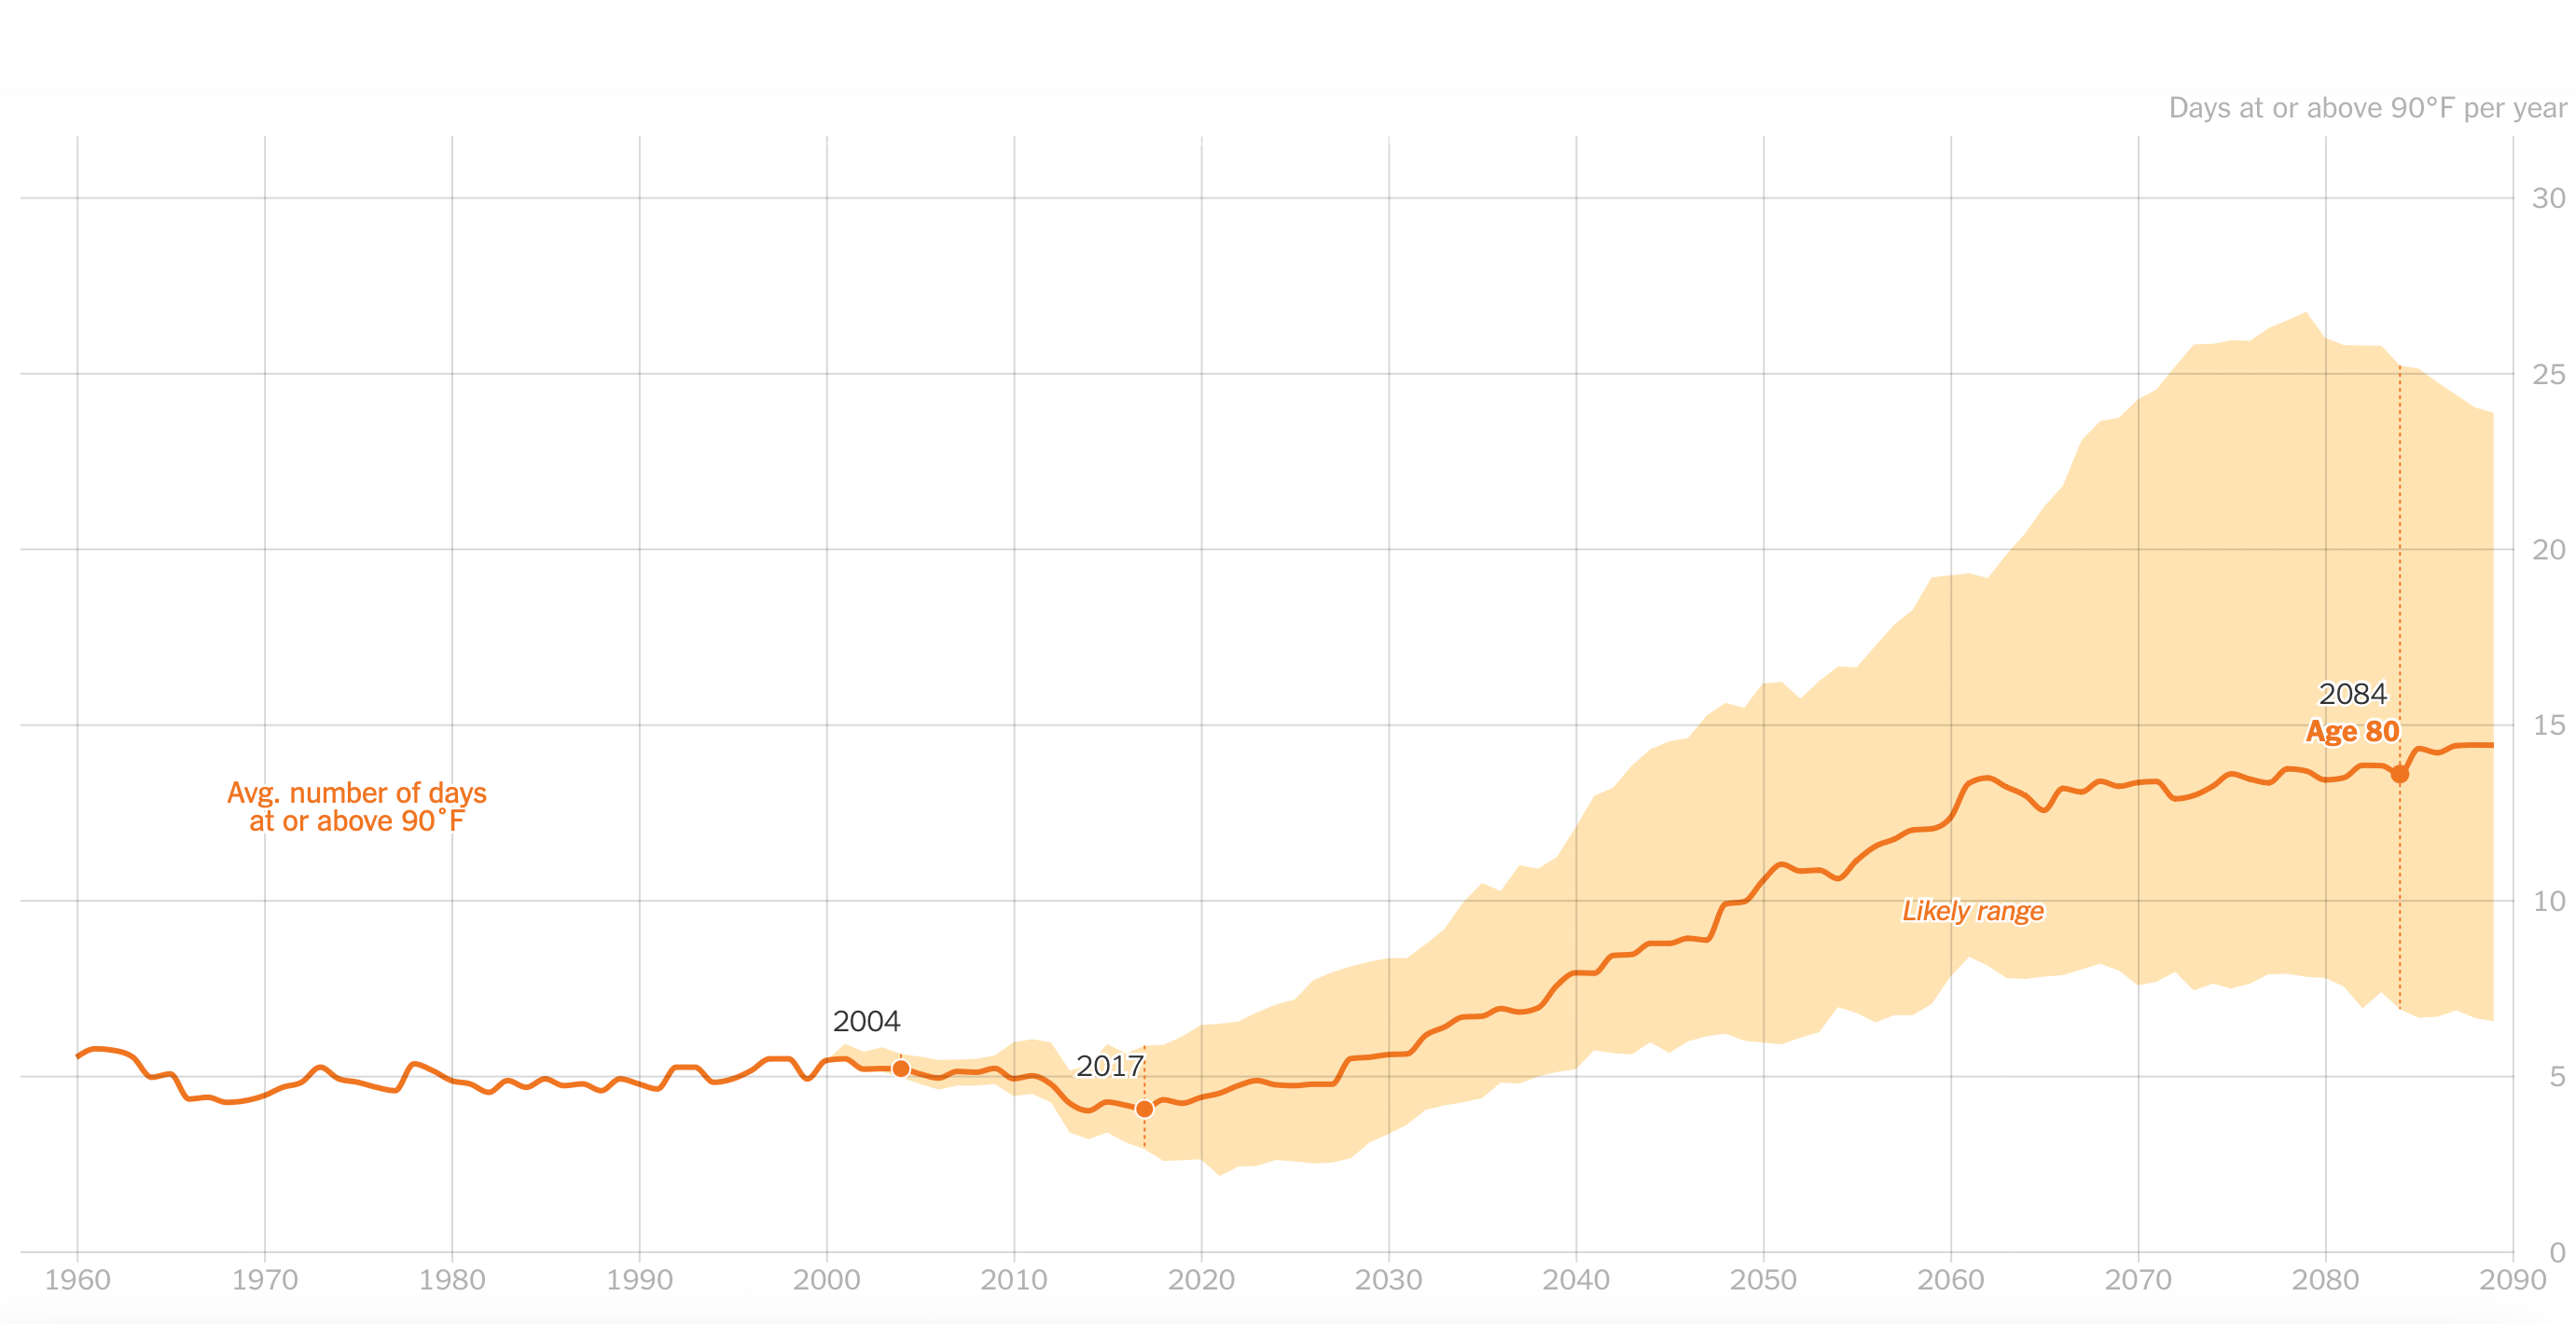 Days at or above 90°F per year
30
25
20
2084
15
Age 80
Avg. number of days
at or above 90°F
10
Likely range
2004
2017
5
0
1960 1970 1980 1990 2000 2010 2020 2030 2040 2050 2060 2070 2080 2090